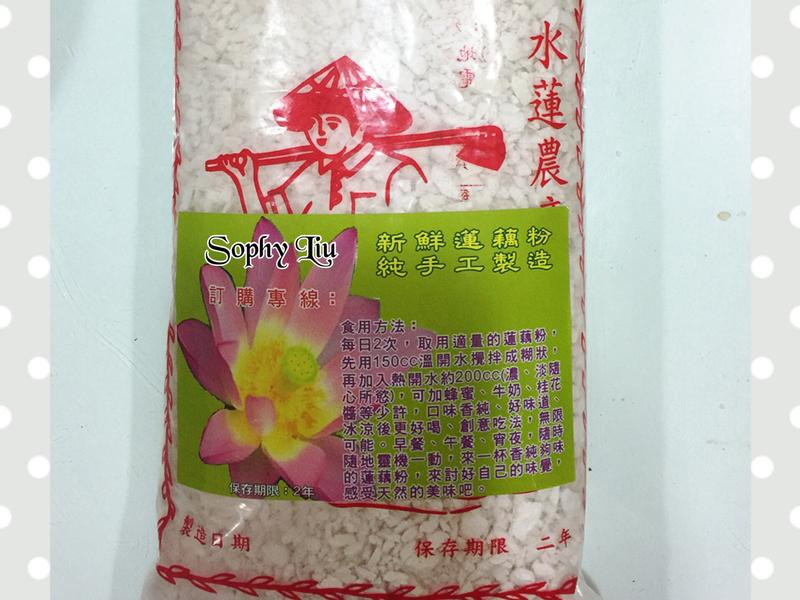 水蓮農
地電
Sophy Liu
新鮮蓮藕粉
純手工製造
訂購專線：
食用方法：
每日2次，取用適量的蓮藕粉，
先用150cc溫開水攪拌成糊狀，
再加入熱開水約200cc(濃、淡隨
心所慾)，可加蜂蜜、牛奶、桂花
醬等少許，口味香純、好味道、
冰涼後更好喝、創意吃法，無限
可能。早餐、午餐、宵夜，隨時
隨地靈機一動，來一杯香純夠味
的蓮藕粉，來討好自己的味覺，
感受天然的美味吧。
保存期限：2年
製造日期
保存期限 二年